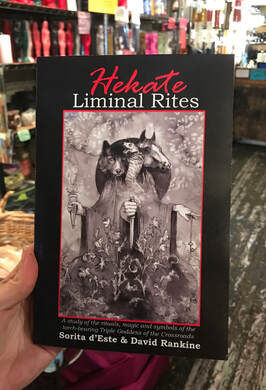 Hekate
Liminal Rites
A study of the rituals, magic and symbols of the
torch-bearing Triple Goddess of the Crossroads
Sorita d'Este & David Rankine